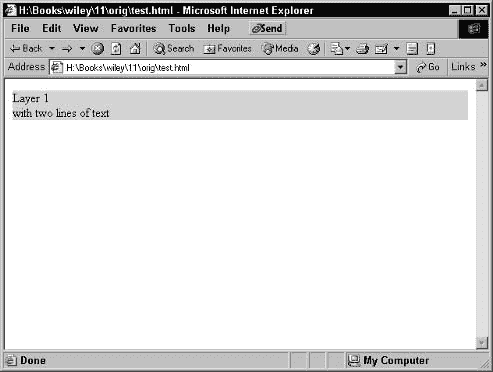 H:\Books\wiley\11\orig\test.html - Microsoft Internet Explorer
File Edit View Favorites Tools Help Send
Back Search Favorites Media
Address H:\Books\wiley\11\orig\test.html Go Links »
Layer 1
with two lines of text
Done My Computer